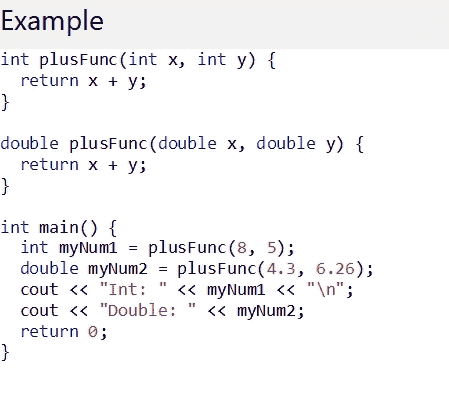 Example
int plusFunc(int x, int y) {
  return x + y;
}

double plusFunc(double x, double y) {
  return x + y;
}

int main() {
  int myNum1 = plusFunc(8, 5);
  double myNum2 = plusFunc(4.3, 6.26);
  cout << "Int: " << myNum1 << "\n";
  cout << "Double: " << myNum2;
  return 0;
}